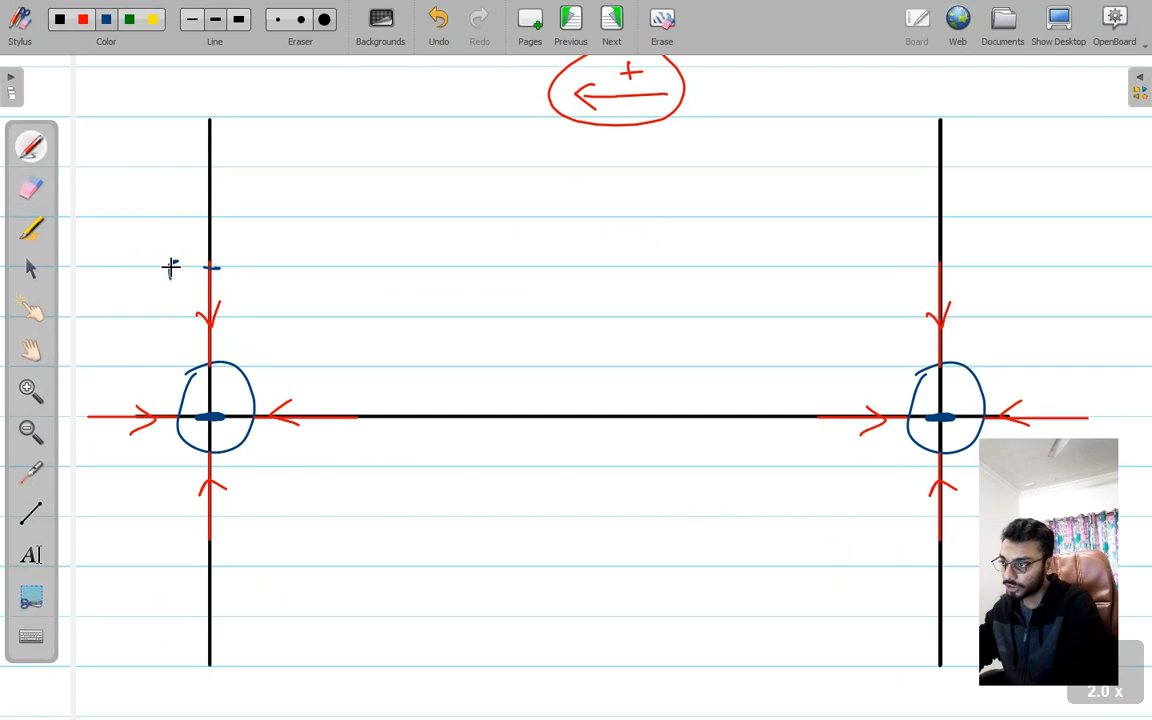 Stylus Color Line Eraser Backgrounds Undo Redo Pages Previous Next Erase Board Web Documents Show Desktop OpenBoard
+
A
2.0 x